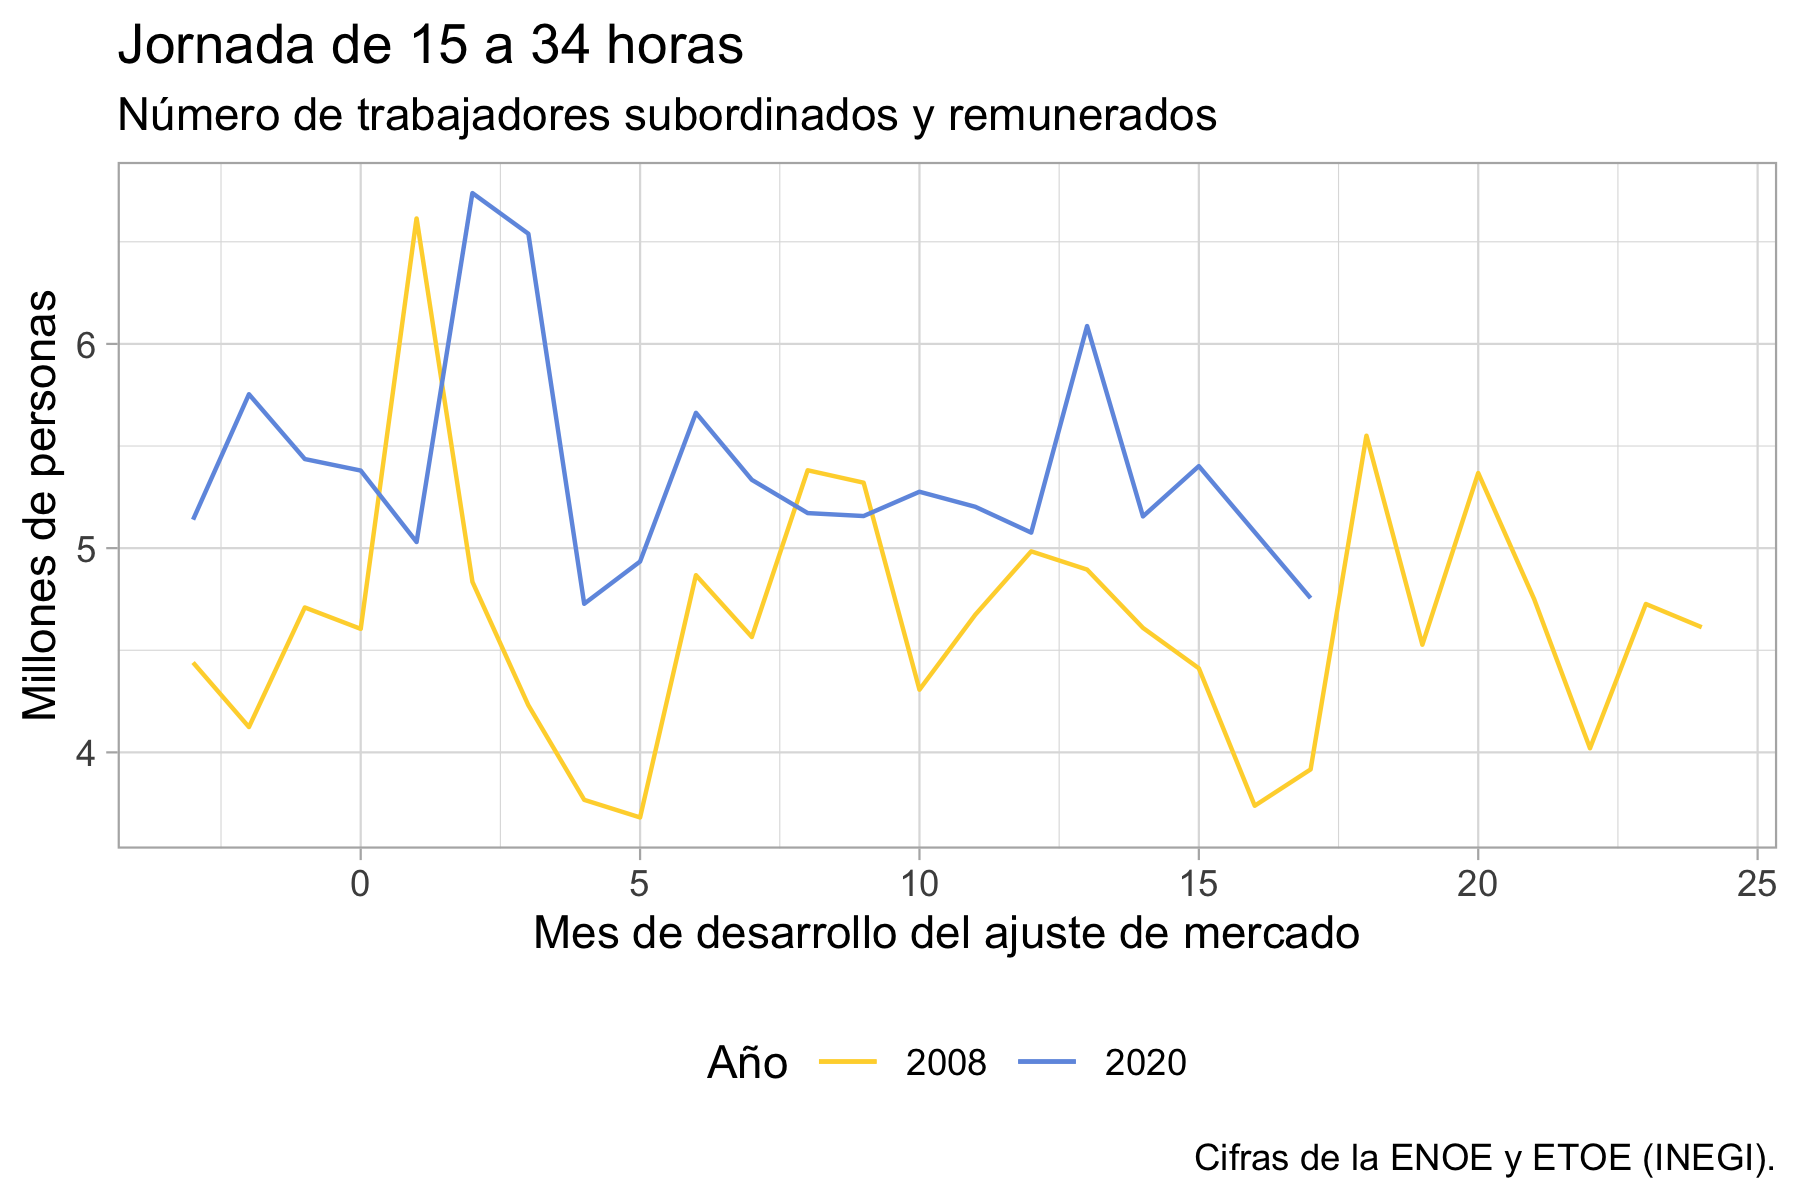 Jornada de 15 a 34 horas
Número de trabajadores subordinados y remunerados
Millones de personas
6
5
4
0 5 10 15 20 25
Mes de desarrollo del ajuste de mercado
Año 2008 2020
Cifras de la ENOE y ETOE (INEGI).